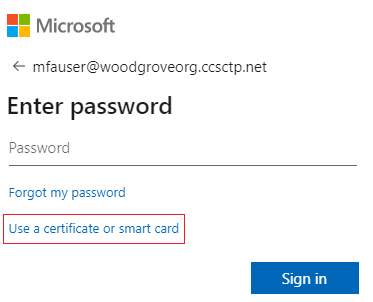 Microsoft
← mfauser@woodgroveorg.ccsctp.net
Enter password
Password
Forgot my password
Use a certificate or smart card
Sign in